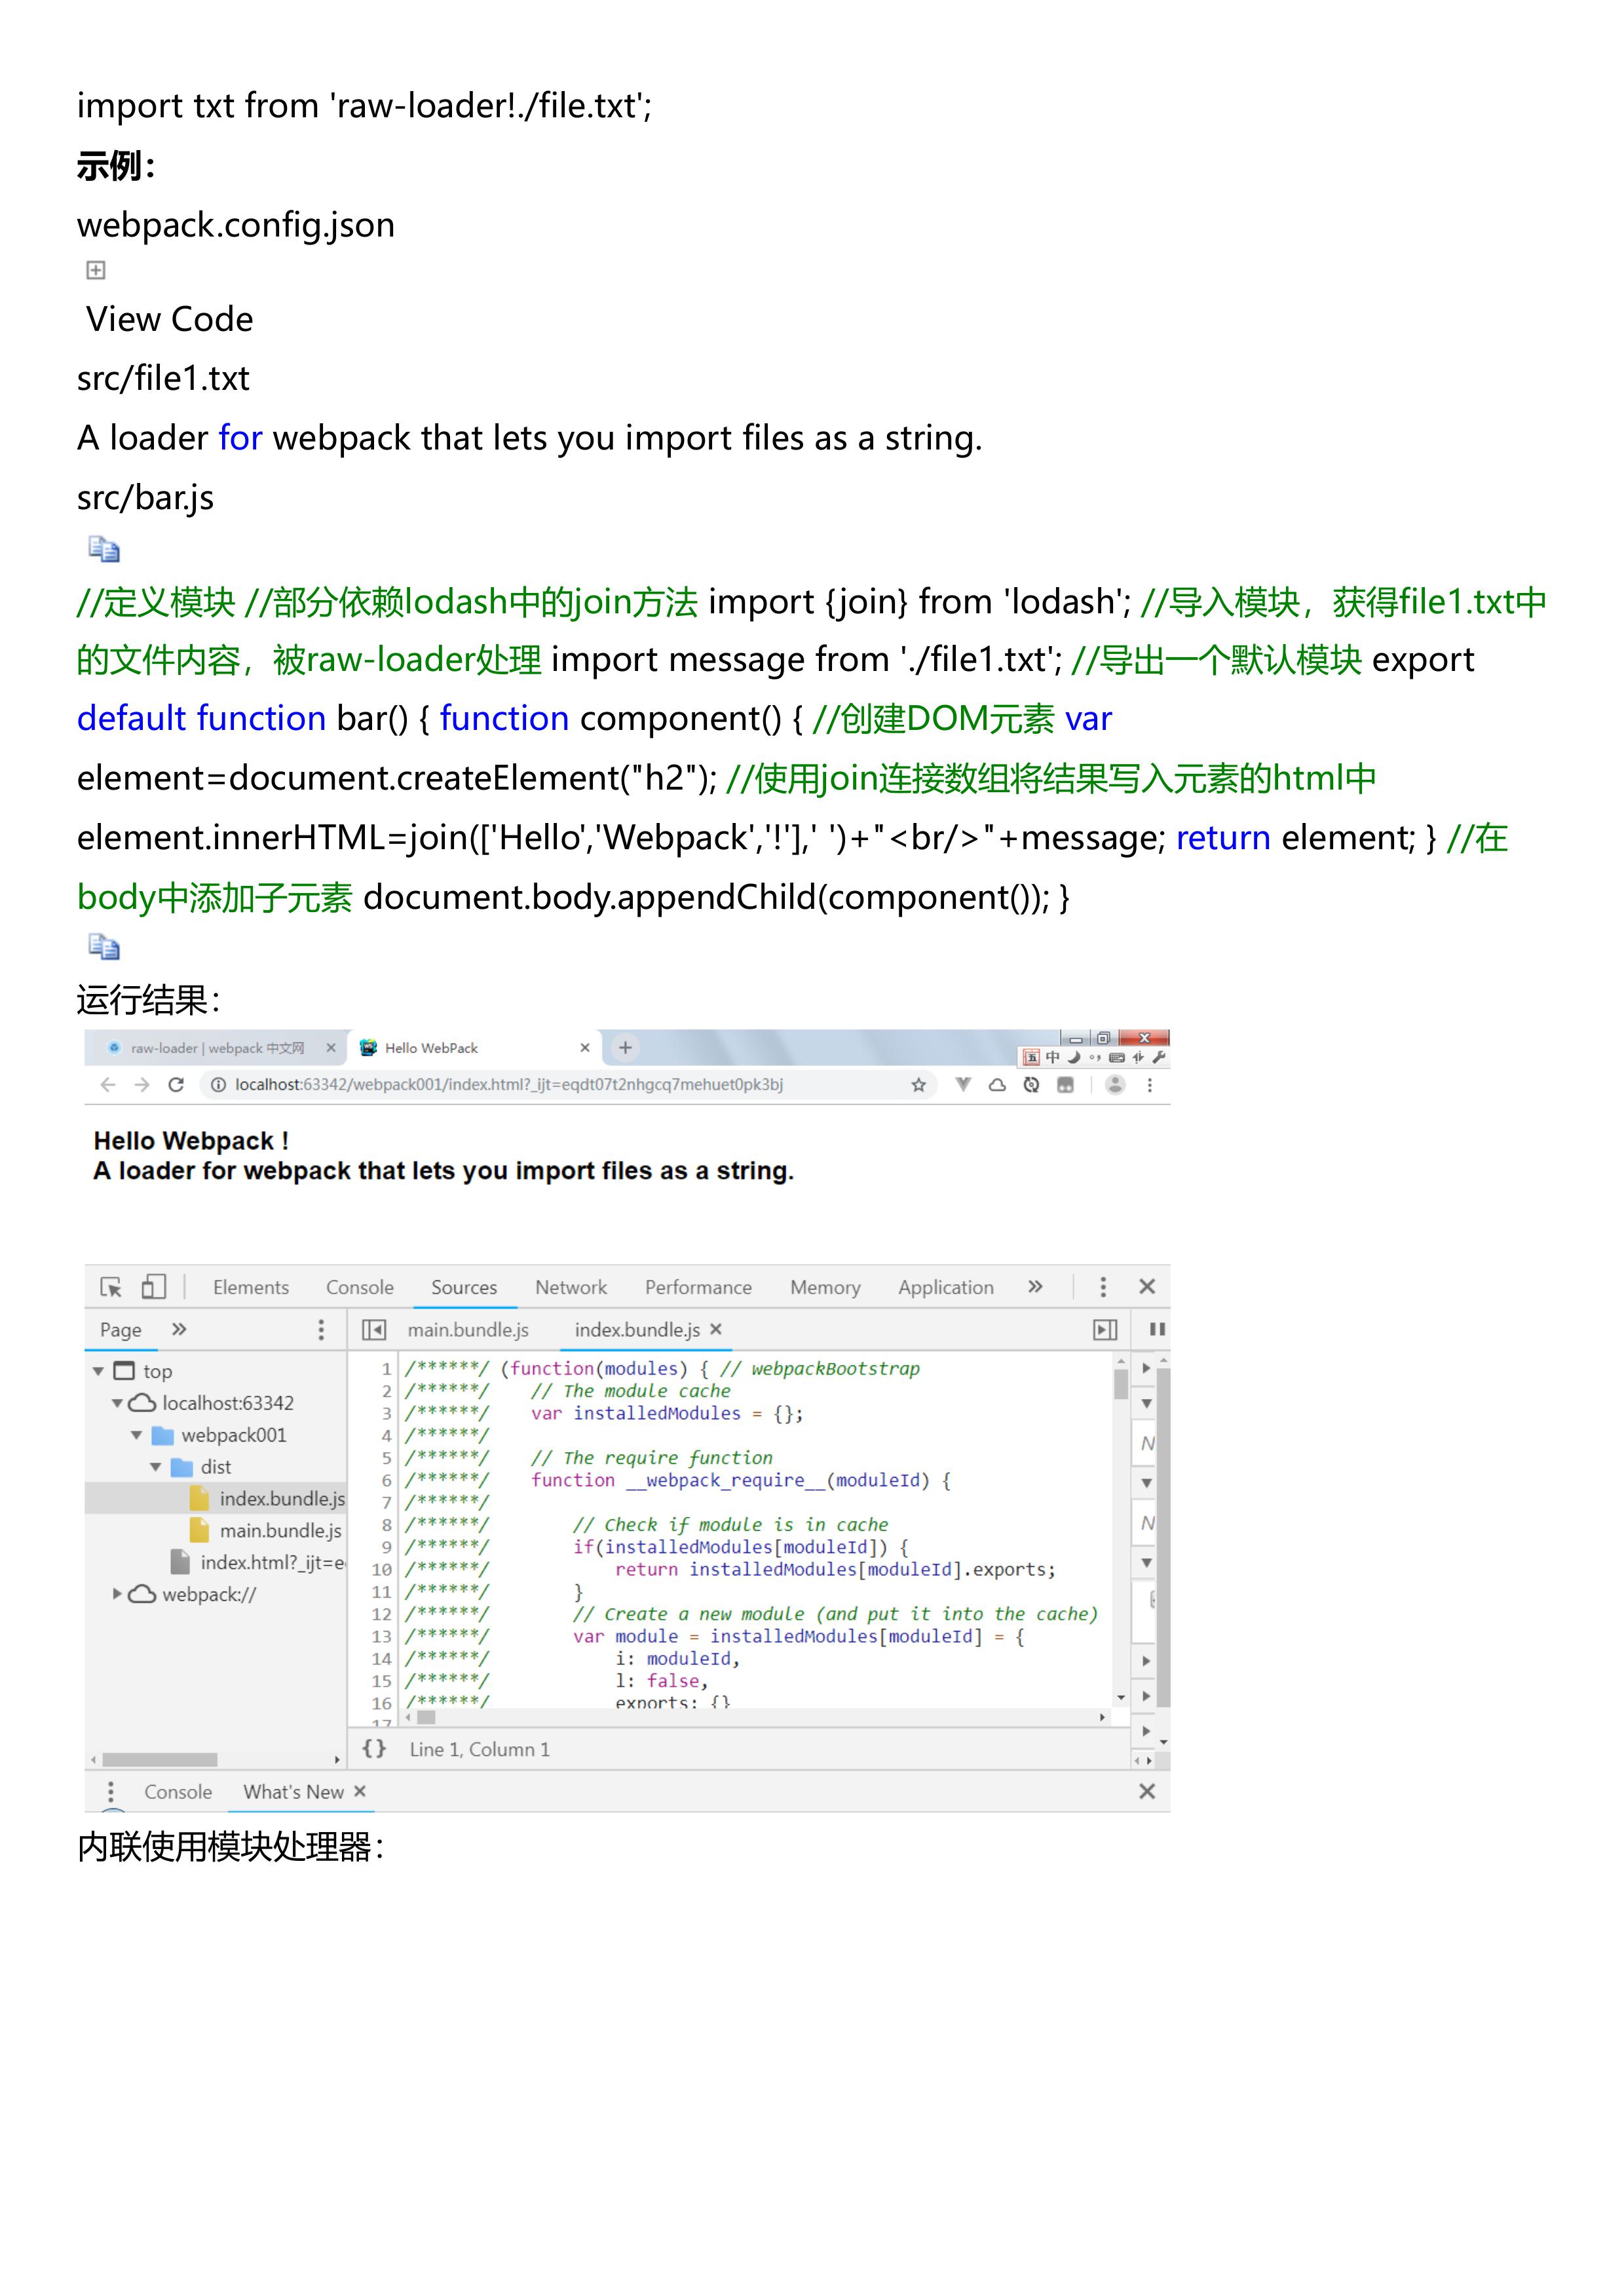 import txt from 'raw-loader!./file.txt';
示例：
webpack.config.json
View Code
src/file1.txt
A loader for webpack that lets you import files as a string.
src/bar.js
//定义模块 //部分依赖lodash中的join方法 import {join} from 'lodash'; //导入模块，获得file1.txt中
的文件内容，被raw-loader处理 import message from './file1.txt'; //导出一个默认模块 export
default function bar() { function component() { //创建DOM元素 var
element=document.createElement("h2"); //使用join连接数组将结果写入元素的html中
element.innerHTML=join(['Hello','Webpack','!'],' ')+"<br/>"+message; return element; } //在
body中添加子元素 document.body.appendChild(component()); }
运行结果：
raw-loader | webpack 中文网 Hello WebPack
五 中
localhost:63342/webpack001/index.html?_ijt=eqdt07t2nhgcq7mehuet0pk3bj
Hello Webpack !
A loader for webpack that lets you import files as a string.
Elements Console Sources Network Performance Memory Application »
Page » main.bundle.js index.bundle.js
top
localhost:63342
webpack001
dist
index.bundle.js
main.bundle.js
index.html?_ijt=e
webpack://
1 /******/ (function(modules) { // webpackBootstrap
2 /******/ // The module cache
3 /******/ var installedModules = {};
4 /******/
5 /******/ // The require function
6 /******/ function __webpack_require__(moduleId) {
7 /******/
8 /******/ // Check if module is in cache
9 /******/ if(installedModules[moduleId]) {
10 /******/ return installedModules[moduleId].exports;
11 /******/ }
12 /******/ // Create a new module (and put it into the cache)
13 /******/ var module = installedModules[moduleId] = {
14 /******/ i: moduleId,
15 /******/ l: false,
16 /******/ exports: {}
17
{} Line 1, Column 1
Console What's New
内联使用模块处理器：